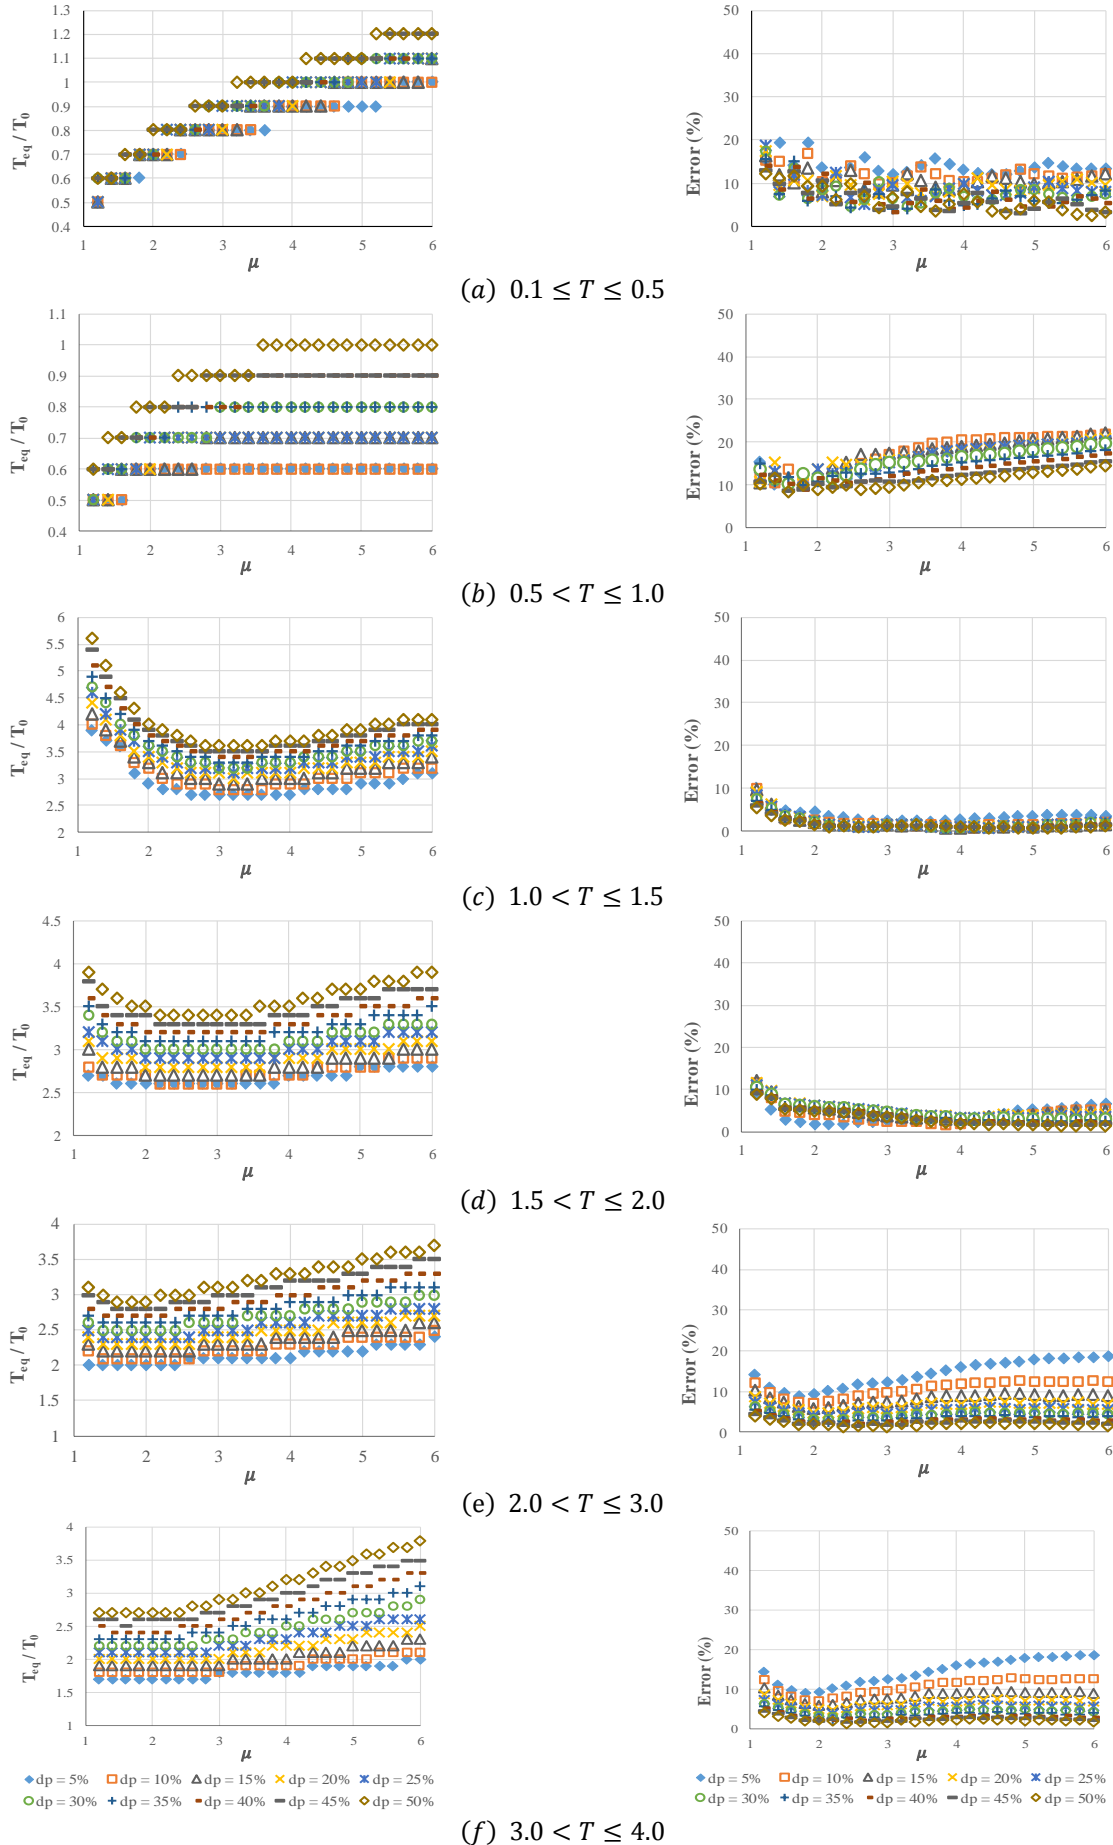 1.3
1.2
1.1
1
0.9
0.8
0.7
0.6
0.5
0.4
T_eq / T_0
1 2 3 4 5 6
μ
50
40
30
20
10
0
Error (%)
1 2 3 4 5 6
μ
(a) 0.1 ≤ T ≤ 0.5
1.1
1
0.9
0.8
0.7
0.6
0.5
0.4
T_eq / T_0
1 2 3 4 5 6
μ
50
40
30
20
10
0
Error (%)
1 2 3 4 5 6
μ
(b) 0.5 < T ≤ 1.0
6
5.5
5
4.5
4
3.5
3
2.5
2
T_eq / T_0
1 2 3 4 5 6
μ
50
40
30
20
10
0
Error (%)
1 2 3 4 5 6
μ
(c) 1.0 < T ≤ 1.5
4.5
4
3.5
3
2.5
2
T_eq / T_0
1 2 3 4 5 6
μ
50
40
30
20
10
0
Error (%)
1 2 3 4 5 6
μ
(d) 1.5 < T ≤ 2.0
4
3.5
3
2.5
2
1.5
1
T_eq / T_0
1 2 3 4 5 6
μ
50
40
30
20
10
0
Error (%)
1 2 3 4 5 6
μ
(e) 2.0 < T ≤ 3.0
4
3.5
3
2.5
2
1.5
1
T_eq / T_0
1 2 3 4 5 6
μ
dp = 5% dp = 10% dp = 15% dp = 20% dp = 25%
dp = 30% dp = 35% dp = 40% dp = 45% dp = 50%
50
40
30
20
10
0
Error (%)
1 2 3 4 5 6
μ
dp = 5% dp = 10% dp = 15% dp = 20% dp = 25%
dp = 30% dp = 35% dp = 40% dp = 45% dp = 50%
(f) 3.0 < T ≤ 4.0